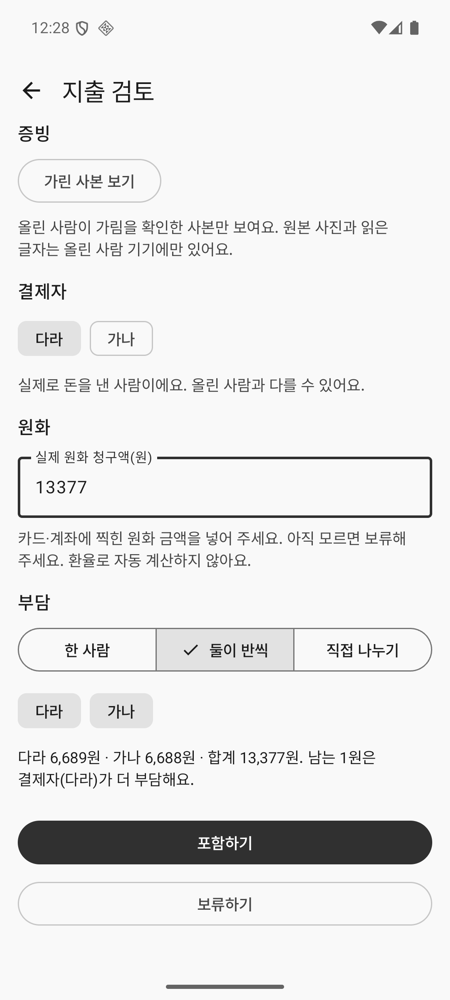 12:28
지출 검토
증빙
가린 사본 보기
올린 사람이 가림을 확인한 사본만 보여요. 원본 사진과 읽은
글자는 올린 사람 기기에만 있어요.
결제자
다라
가나
실제로 돈을 낸 사람이에요. 올린 사람과 다를 수 있어요.
원화
실제 원화 청구액(원)
13377
카드·계좌에 찍힌 원화 금액을 넣어 주세요. 아직 모르면 보류해
주세요. 환율로 자동 계산하지 않아요.
부담
한 사람
둘이 반씩
직접 나누기
다라
가나
다라 6,689원 · 가나 6,688원 · 합계 13,377원. 남는 1원은
결제자(다라)가 더 부담해요.
포함하기
보류하기